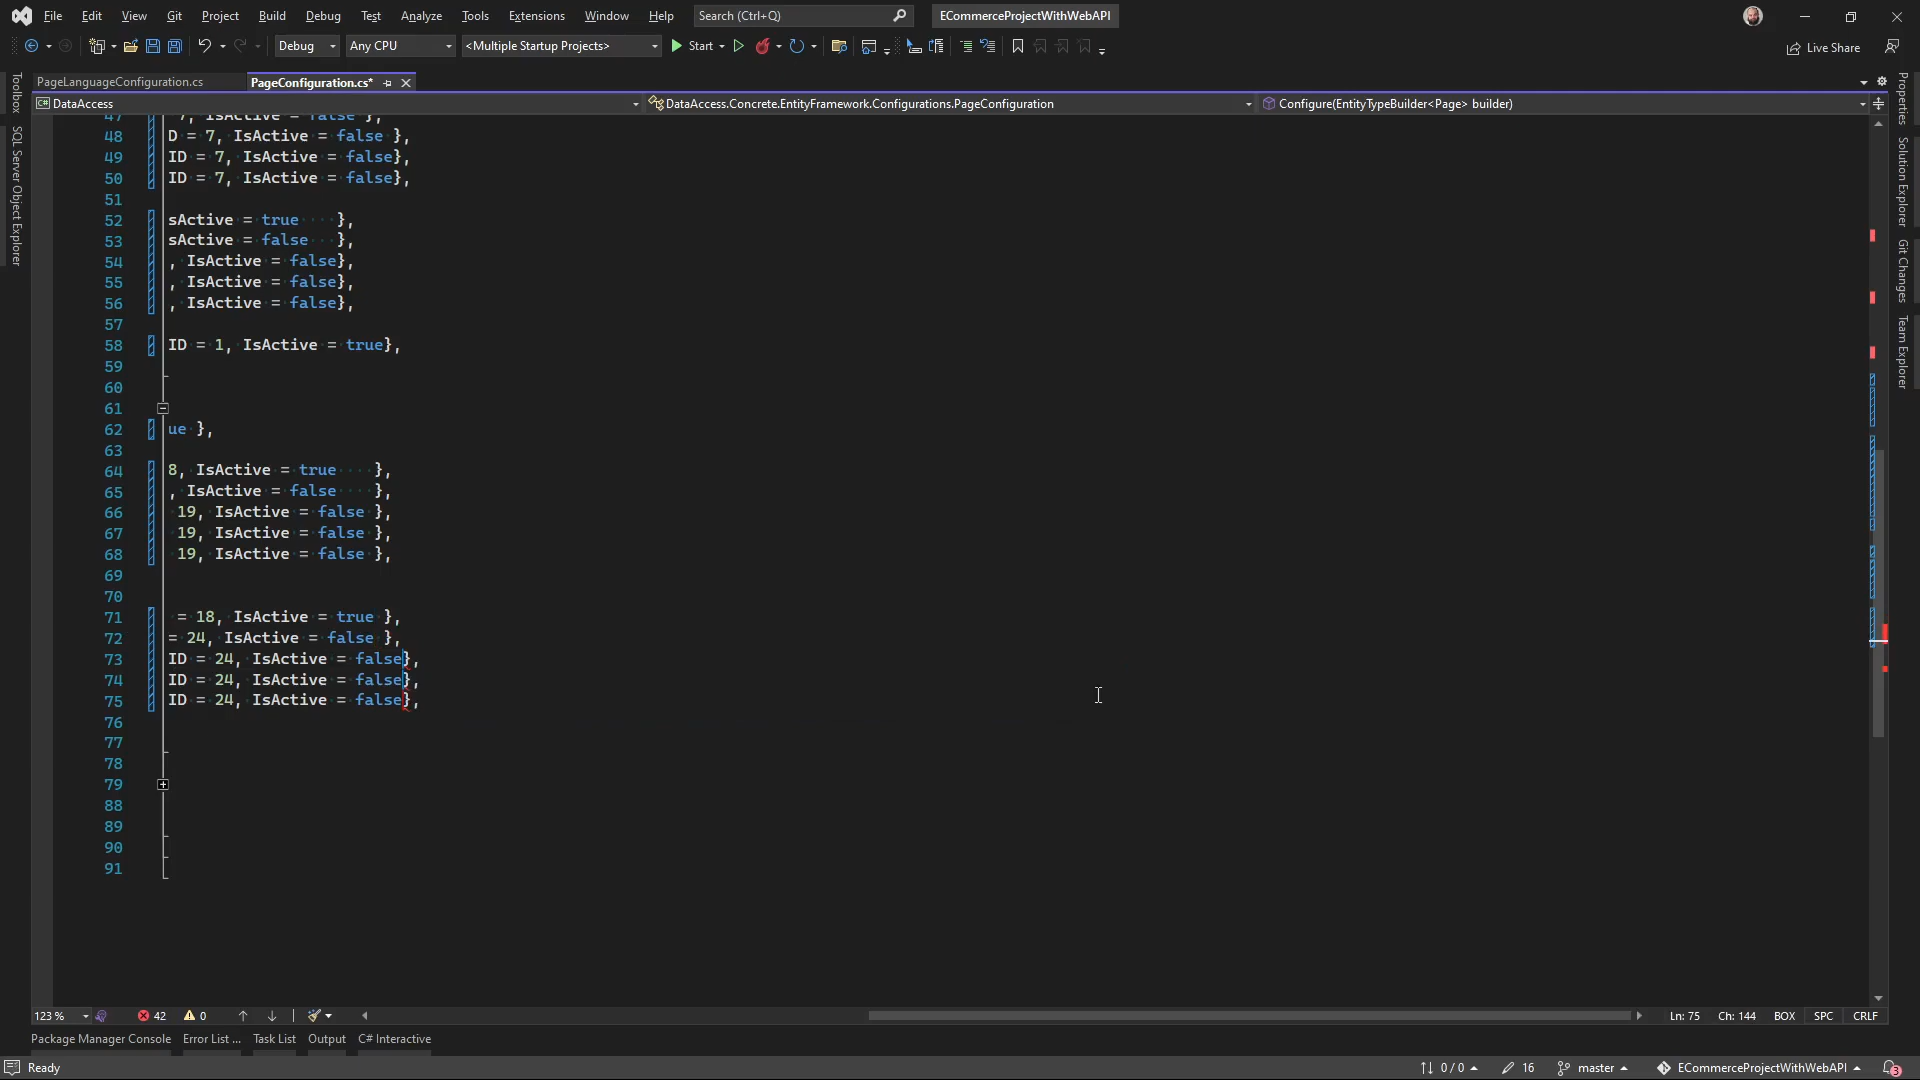 File Edit View Git Project Build Debug Test Analyze Tools Extensions Window Help Search (Ctrl+Q) ECommerceProjectWithWebAPI
Debug Any CPU <Multiple Startup Projects> Start Live Share
PageLanguageConfiguration.cs PageConfiguration.cs*
C# DataAccess DataAccess.Concrete.EntityFramework.Configurations.PageConfiguration Configure(EntityTypeBuilder<Page> builder)
Toolbox
SQL Server Object Explorer
Properties
Solution Explorer
Git Changes
Team Explorer
47 7, IsActive = false },
48 D = 7, IsActive = false },
49 ID = 7, IsActive = false},
50 ID = 7, IsActive = false},
51
52 sActive = true },
53 sActive = false },
54 , IsActive = false},
55 , IsActive = false},
56 , IsActive = false},
57
58 ID = 1, IsActive = true},
59
60
61
62 ue },
63
64 8, IsActive = true },
65 , IsActive = false },
66 19, IsActive = false },
67 19, IsActive = false },
68 19, IsActive = false },
69
70
71 = 18, IsActive = true },
72 = 24, IsActive = false },
73 ID = 24, IsActive = false},
74 ID = 24, IsActive = false},
75 ID = 24, IsActive = false},
76
77
78
79
88
89
90
91
123 % 42 0 Ln: 75 Ch: 144 BOX SPC CRLF
Package Manager Console Error List ... Task List Output C# Interactive
Ready 0 / 0 16 master ECommerceProjectWithWebAPI 3